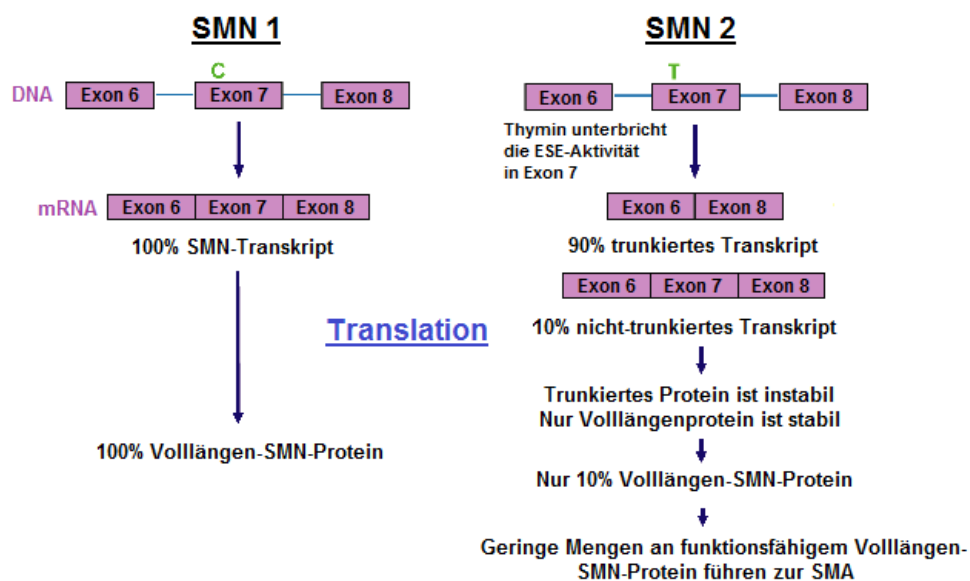 SMN 1
C
DNA
Exon 6
Exon 7
Exon 8
mRNA
Exon 6
Exon 7
Exon 8
100% SMN-Transkript
Translation
100% Volllängen-SMN-Protein
SMN 2
T
Exon 6
Exon 7
Exon 8
Thymin unterbricht
die ESE-Aktivität
in Exon 7
Exon 6
Exon 8
90% trunkiertes Transkript
Exon 6
Exon 7
Exon 8
10% nicht-trunkiertes Transkript
Trunkiertes Protein ist instabil
Nur Volllängenprotein ist stabil
Nur 10% Volllängen-SMN-Protein
Geringe Mengen an funktionsfähigem Volllängen-
SMN-Protein führen zur SMA